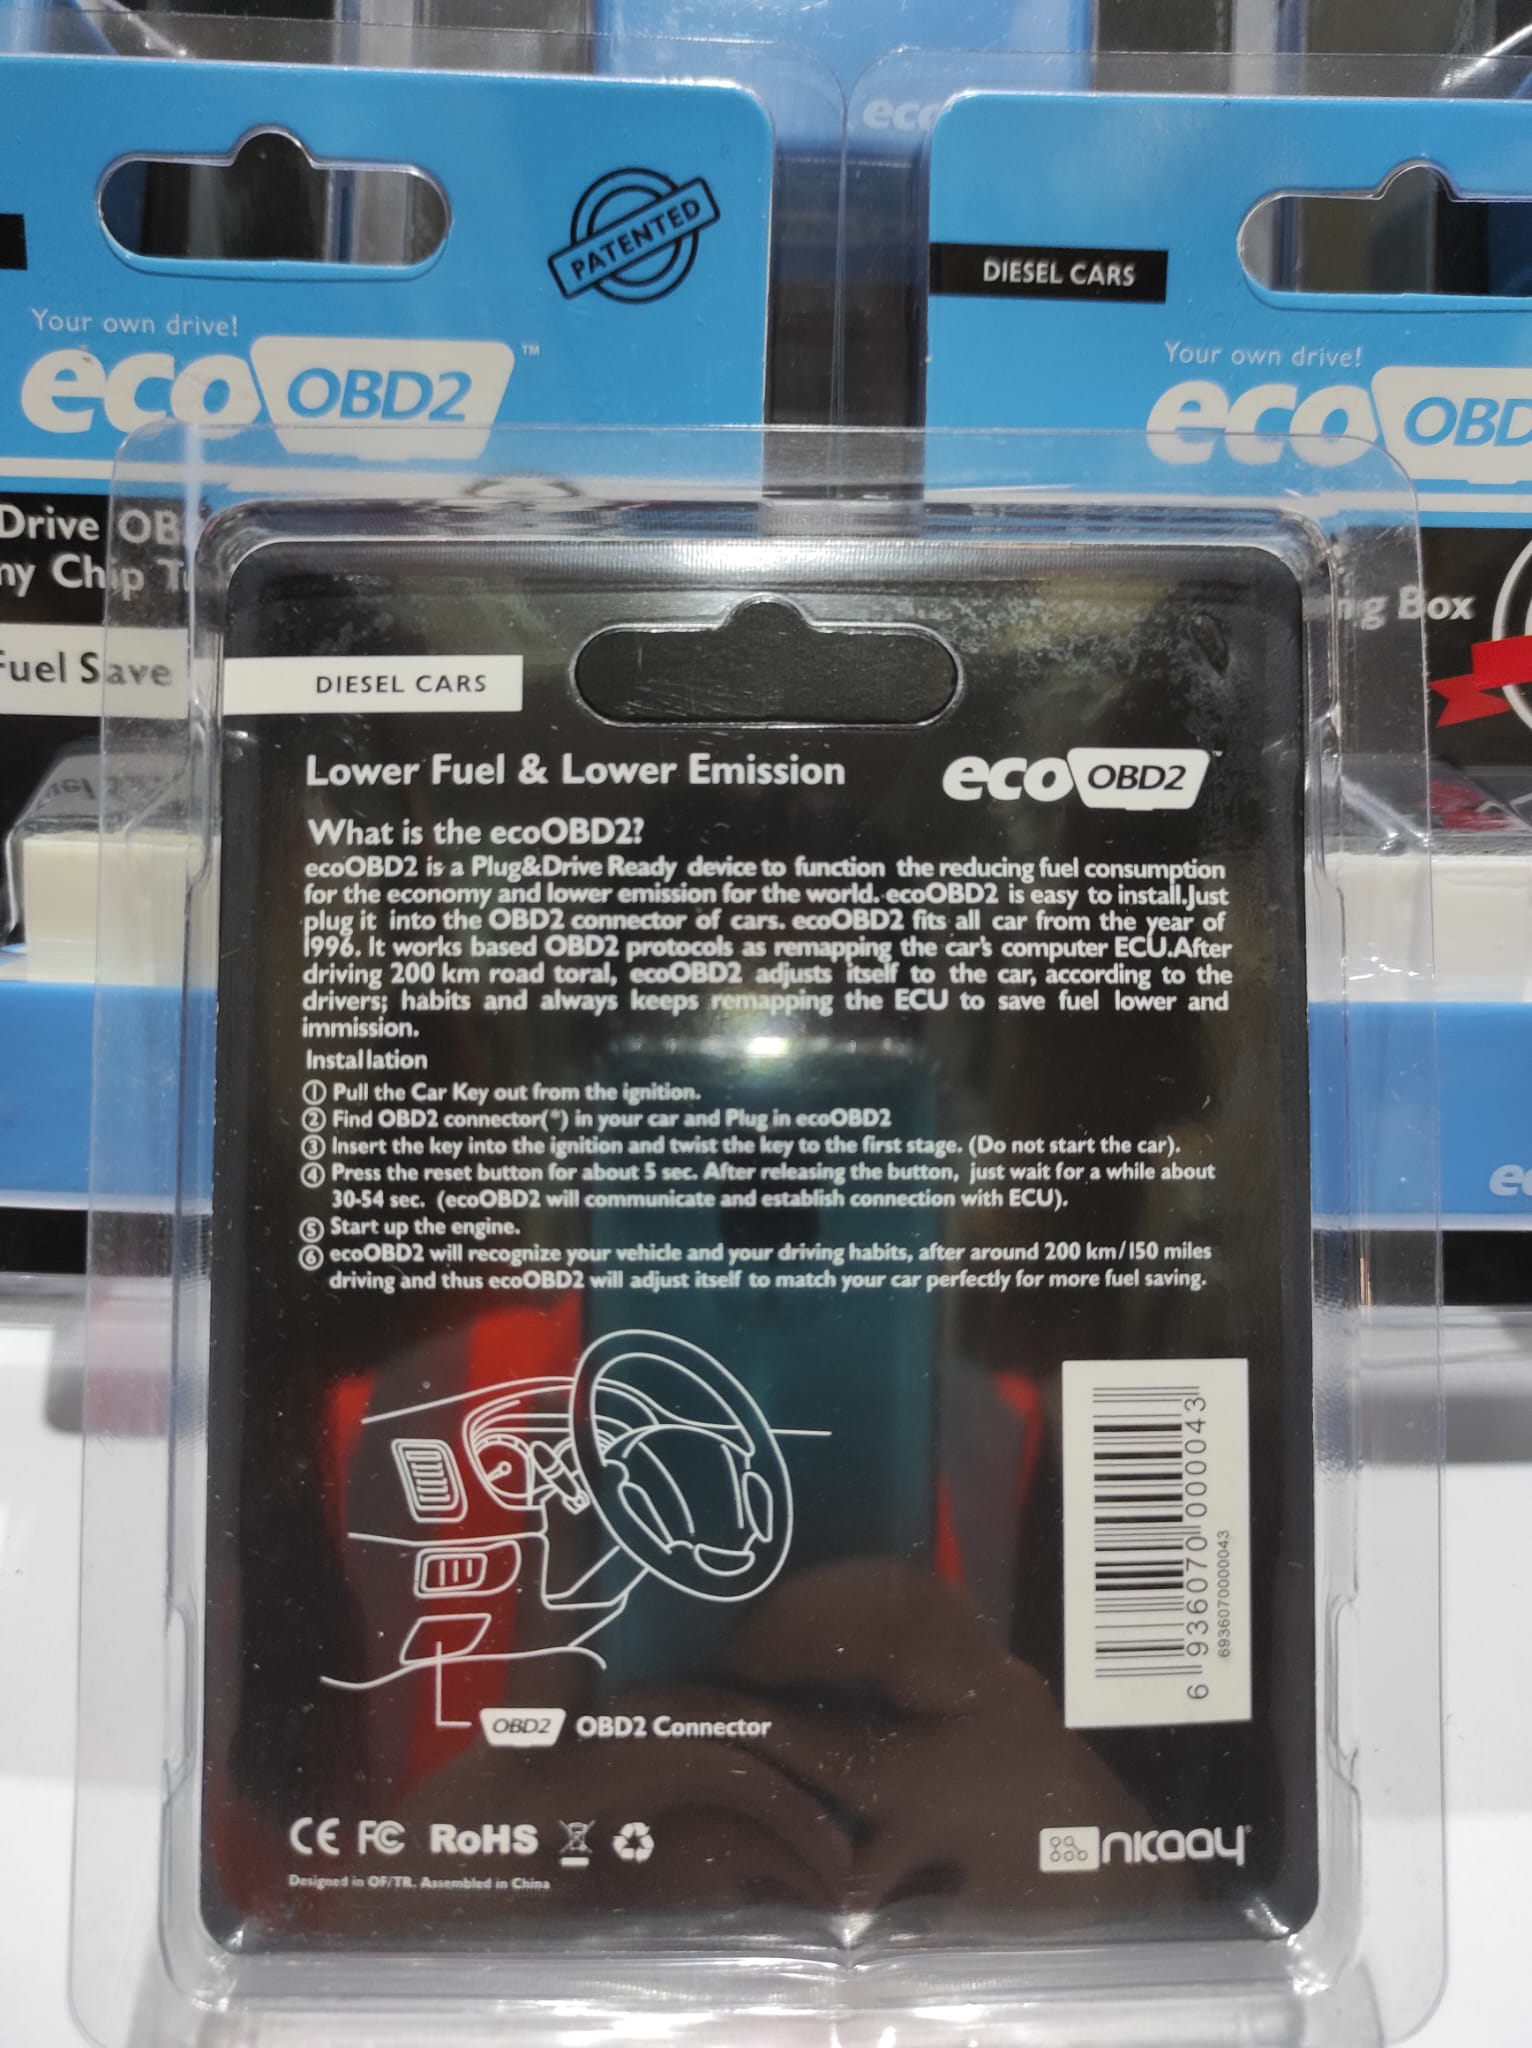 eco
PATENTED
DIESEL CARS
Your own drive!
eco OBD2™
Your own drive!
eco OBD
Drive OB
ny Chip T
ng Box
Fuel Save
DIESEL CARS
Lower Fuel & Lower Emission
eco OBD2™
What is the ecoOBD2?
ecoOBD2 is a Plug&Drive Ready device to function the reducing fuel consumption
for the economy and lower emission for the world. ecoOBD2 is easy to install.Just
plug it into the OBD2 connector of cars. ecoOBD2 fits all car from the year of
1996. It works based OBD2 protocols as remapping the car's computer ECU.After
driving 200 km road toral, ecoOBD2 adjusts itself to the car, according to the
drivers; habits and always keeps remapping the ECU to save fuel lower and
immission.
Installation
① Pull the Car Key out from the ignition.
② Find OBD2 connector(*) in your car and Plug in ecoOBD2
③ Insert the key into the ignition and twist the key to the first stage. (Do not start the car).
④ Press the reset button for about 5 sec. After releasing the button, just wait for a while about
30-54 sec. (ecoOBD2 will communicate and establish connection with ECU).
⑤ Start up the engine.
⑥ ecoOBD2 will recognize your vehicle and your driving habits, after around 200 km/150 miles
driving and thus ecoOBD2 will adjust itself to match your car perfectly for more fuel saving.
OBD2 OBD2 Connector
6 936070 000043
6936070000043
CE FC RoHS
nicaay®
Designed in OF/TR. Assembled in China